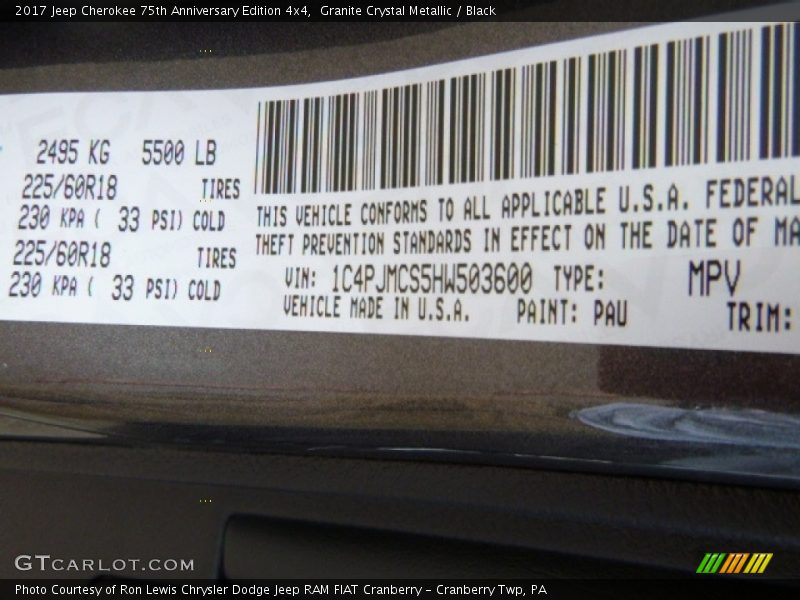 2017 Jeep Cherokee 75th Anniversary Edition 4x4,  Granite Crystal Metallic / Black
2495 KG 5500 LB
225/60R18 TIRES
230 KPA ( 33 PSI) COLD
225/60R18 TIRES
230 KPA ( 33 PSI) COLD
THIS VEHICLE CONFORMS TO ALL APPLICABLE U.S.A. FEDERAL
THEFT PREVENTION STANDARDS IN EFFECT ON THE DATE OF MA
VIN: 1C4PJMCS5HW503600 TYPE: MPV
VEHICLE MADE IN U.S.A. PAINT: PAU TRIM:
GTCARLOT.COM
Photo Courtesy of Ron Lewis Chrysler Dodge Jeep RAM FIAT Cranberry – Cranberry Twp, PA